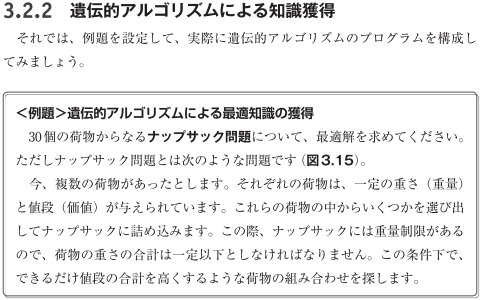 3.2.2 遺伝的アルゴリズムによる知識獲得
それでは、例題を設定して、実際に遺伝的アルゴリズムのプログラムを構成し
てみましょう。
＜例題＞遺伝的アルゴリズムによる最適知識の獲得
30個の荷物からなるナップサック問題について、最適解を求めてください。
ただしナップサック問題とは次のような問題です（図3.15）。
今、複数の荷物があったとします。それぞれの荷物は、一定の重さ（重量）
と値段（価値）が与えられています。これらの荷物の中からいくつかを選び出
してナップサックに詰め込みます。この際、ナップサックには重量制限がある
ので、荷物の重さの合計は一定以下としなければなりません。この条件下で、
できるだけ値段の合計を高くするような荷物の組み合わせを探します。